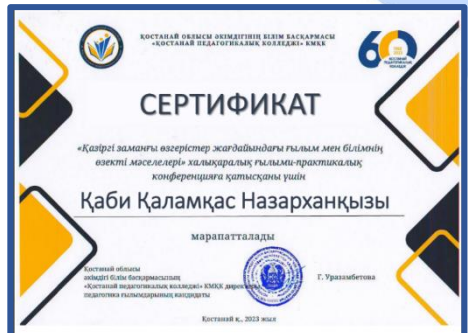 ҚОСТАНАЙ ОБЛЫСЫ ӘКІМДІГІНІҢ БІЛІМ БАСҚАРМАСЫ
«ҚОСТАНАЙ ПЕДАГОГИКАЛЫҚ КОЛЛЕДЖІ» КМҚК
60
СЕРТИФИКАТ
«Қазіргі заманғы өзгерістер жағдайындағы ғылым мен білімнің
өзекті мәселелері» халықаралық ғылыми-практикалық
конференцияға қатысқаны үшін
Қаби Қаламқас Назарханқызы
марапатталады
Қостанай облысы
әкімдігі білім басқармасының
«Қостанай педагогикалық колледжі» КМҚК
педагогика ғылымдарының кандидаты
Г. Уразамбетова
Қостанай қ., 2023 жыл